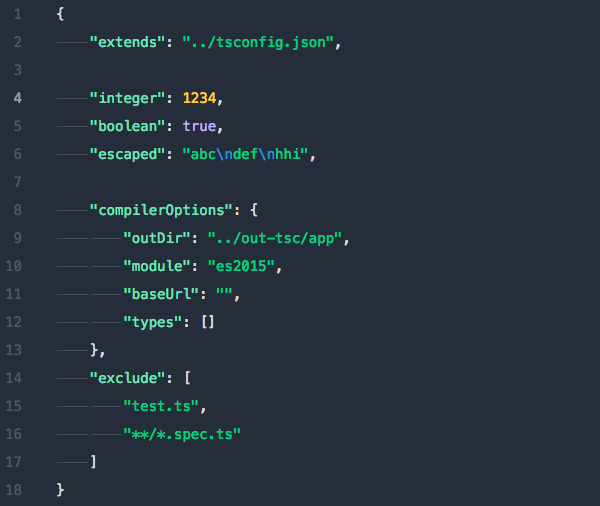 1 {
2     "extends": "../tsconfig.json",
3
4     "integer": 1234,
5     "boolean": true,
6     "escaped": "abc\ndef\nhhi",
7
8     "compilerOptions": {
9         "outDir": "../out-tsc/app",
10         "module": "es2015",
11         "baseUrl": "",
12         "types": []
13     },
14     "exclude": [
15         "test.ts",
16         "**/*.spec.ts"
17     ]
18 }